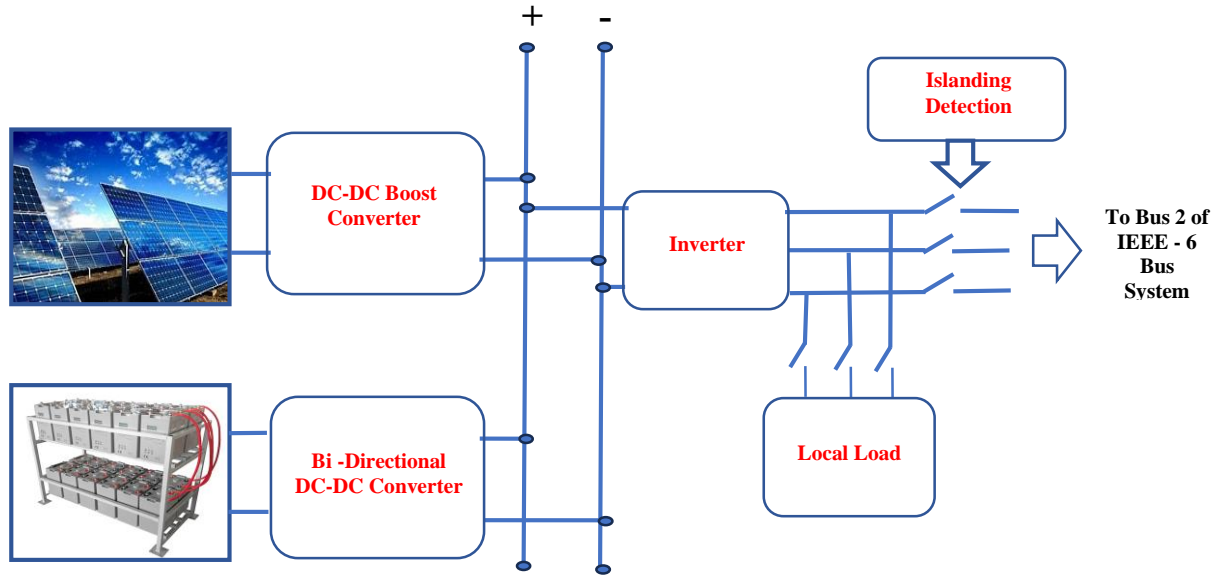 + -
Islanding
Detection
DC-DC Boost
Converter
Inverter
To Bus 2 of
IEEE - 6
Bus
System
Bi -Directional
DC-DC Converter
Local Load